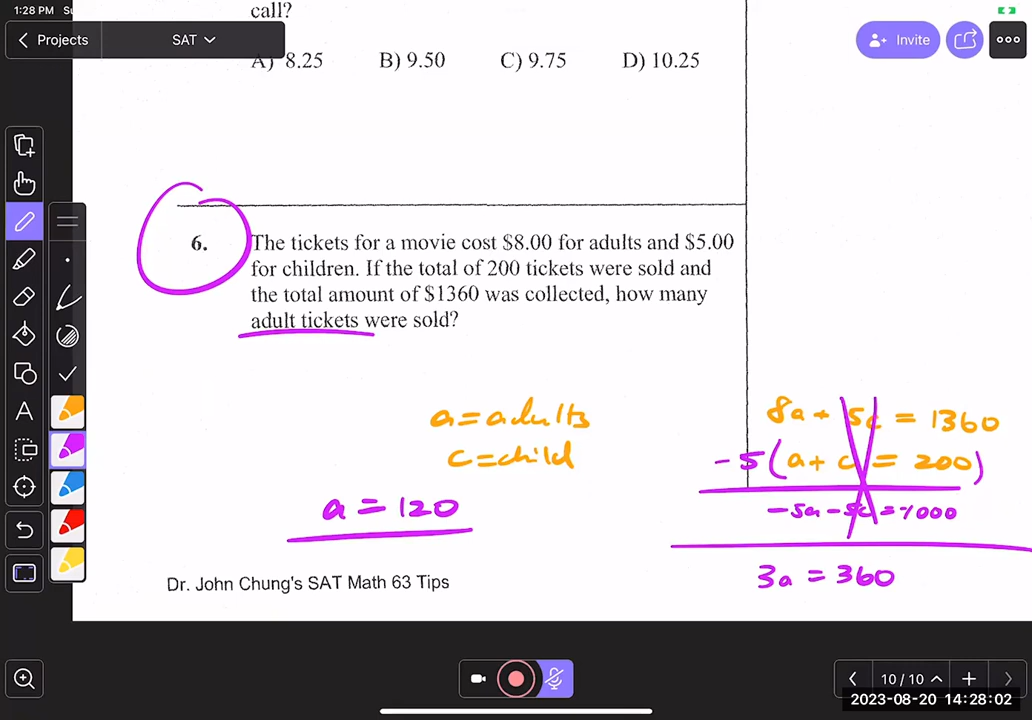 1:28 PM Su
call?
Projects
SAT
Invite
A) 8.25 B) 9.50 C) 9.75 D) 10.25
6. The tickets for a movie cost $8.00 for adults and $5.00
for children. If the total of 200 tickets were sold and
the total amount of $1360 was collected, how many
adult tickets were sold?
a = adults
c = child
a = 120
8a + 5c = 1360
-5(a + c = 200)
-5a - 5c = -1000
3a = 360
A
Dr. John Chung's SAT Math 63 Tips
10 / 10
2023-08-20 14:28:02